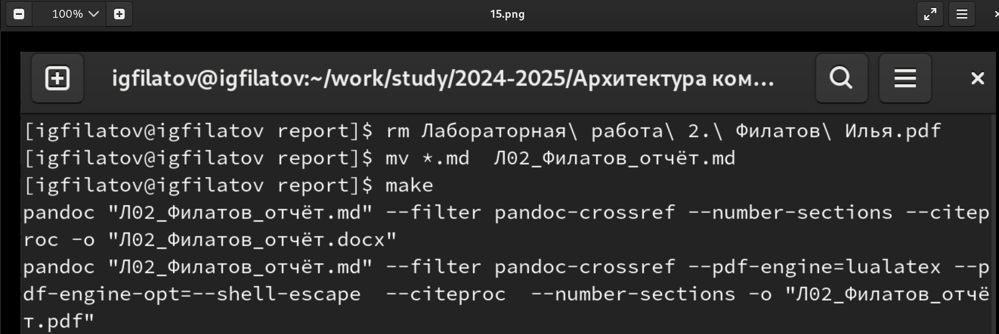 100%
15.png
igfilatov@igfilatov:~/work/study/2024-2025/Архитектура ком...
[igfilatov@igfilatov report]$ rm Лабораторная\ работа\ 2.\ Филатов\ Илья.pdf
[igfilatov@igfilatov report]$ mv *.md  Л02_Филатов_отчёт.md
[igfilatov@igfilatov report]$ make
pandoc "Л02_Филатов_отчёт.md" --filter pandoc-crossref --number-sections --citep
roc -o "Л02_Филатов_отчёт.docx"
pandoc "Л02_Филатов_отчёт.md" --filter pandoc-crossref --pdf-engine=lualatex --p
df-engine-opt=--shell-escape  --citeproc  --number-sections -o "Л02_Филатов_отчё
т.pdf"